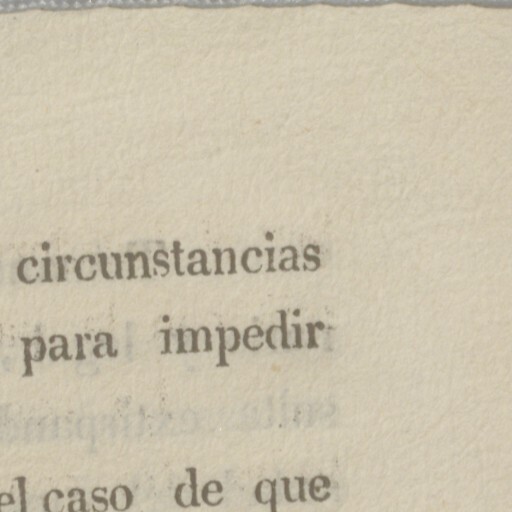 circunstancias
para impedir
el caso de que